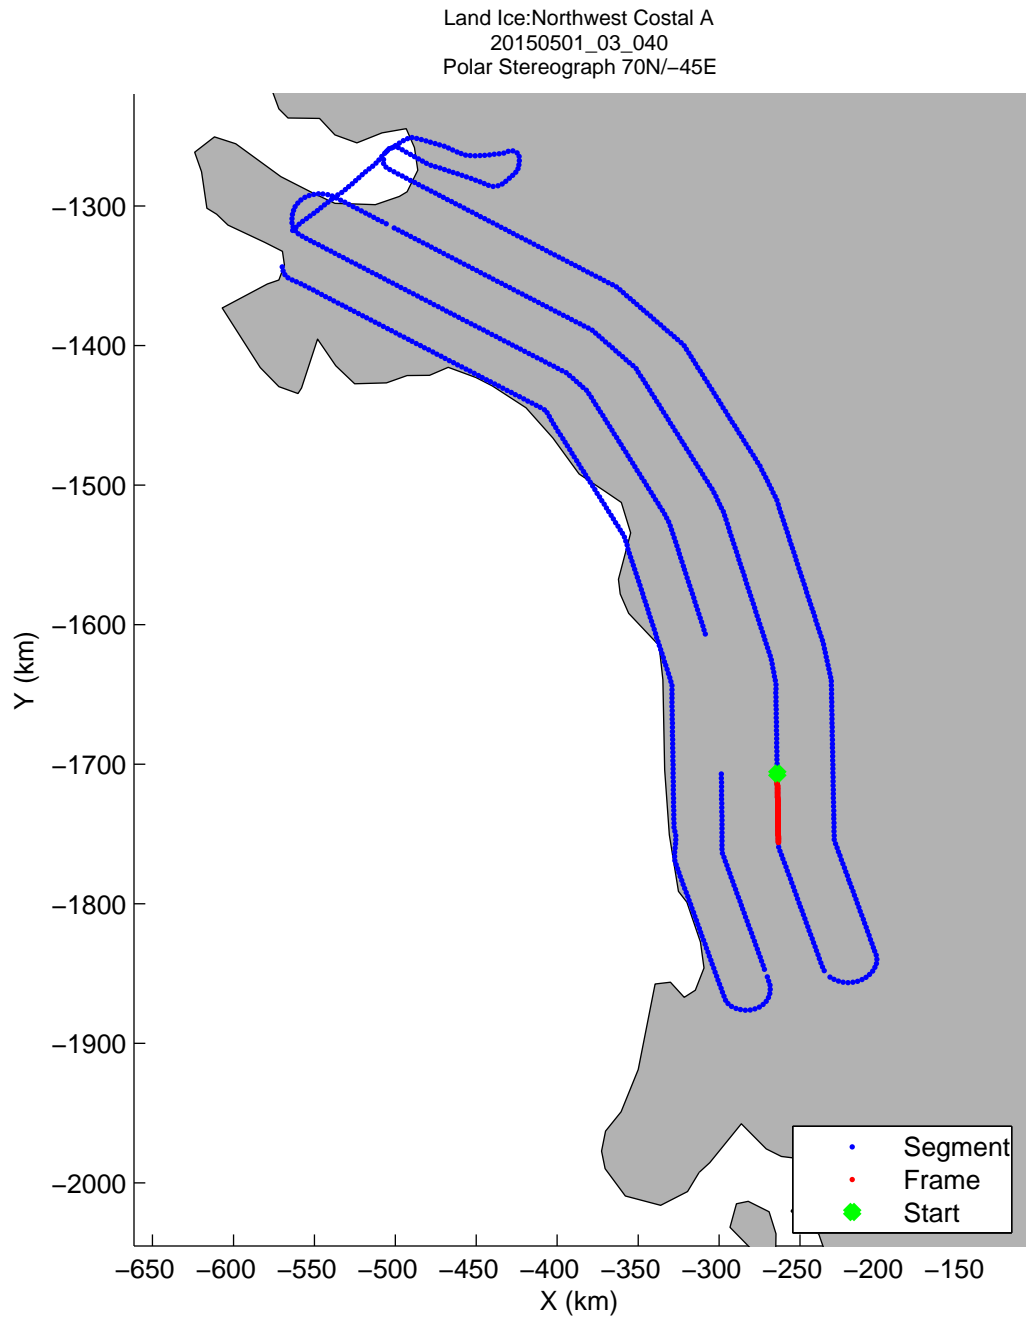 Land Ice:Northwest Costal A
20150501_03_040
Polar Stereograph 70N/−45E
−1300
−1400
−1500
−1600
−1700
−1800
−1900
−2000
Y (km)
Segment
Frame
Start
−650 −600 −550 −500 −450 −400 −350 −300 −250 −200 −150
X (km)